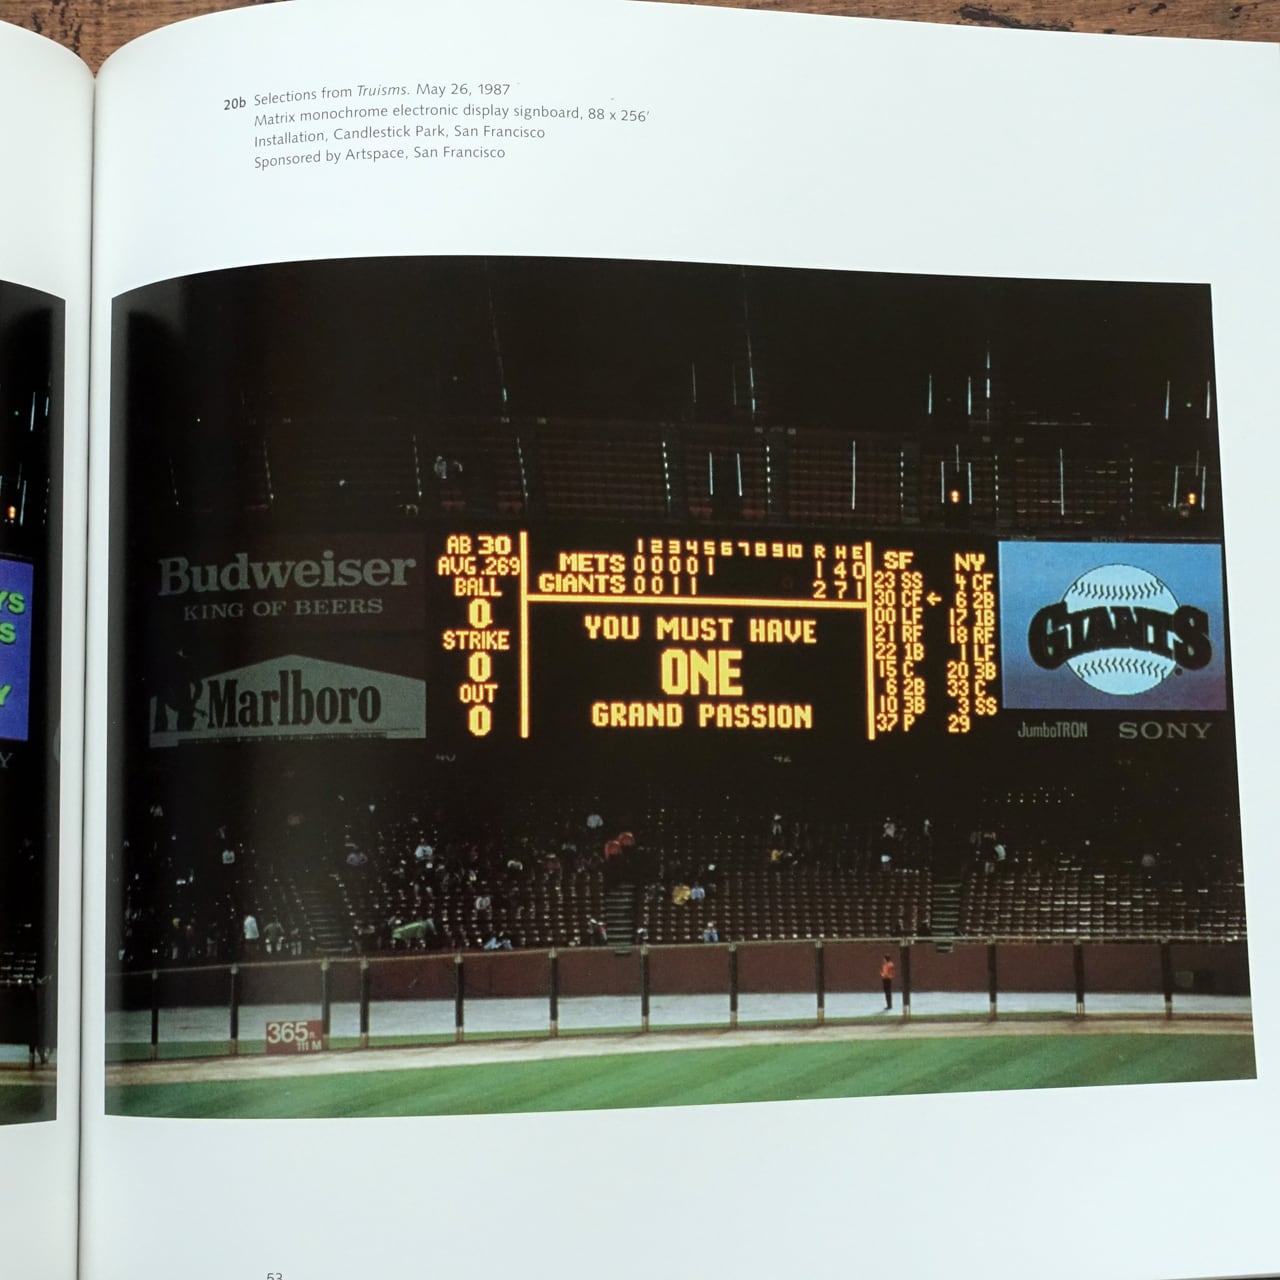 20b Selections from Truisms. May 26, 1987
Matrix monochrome electronic display signboard, 88 x 256'
Installation, Candlestick Park, San Francisco
Sponsored by Artspace, San Francisco
Budweiser
KING OF BEERS
Marlboro
AB 30
AVG .269
BALL
0
STRIKE
0
OUT
0
1 2 3 4 5 6 7 8 9 10 R H E
METS 0 0 0 0 1 1 4 0
GIANTS 0 0 1 1 2 7 1
YOU MUST HAVE
ONE
GRAND PASSION
SF
23 SS
30 CF ←
00 LF
21 RF
22 1B
15 C
6 2B
10 3B
37 P
NY
4 CF
6 2B
17 1B
18 RF
1 LF
20 3B
33 C
3 SS
29
GIANTS
JumboTRON SONY
365 FT.
111 M
YS
S
Y
Y
53